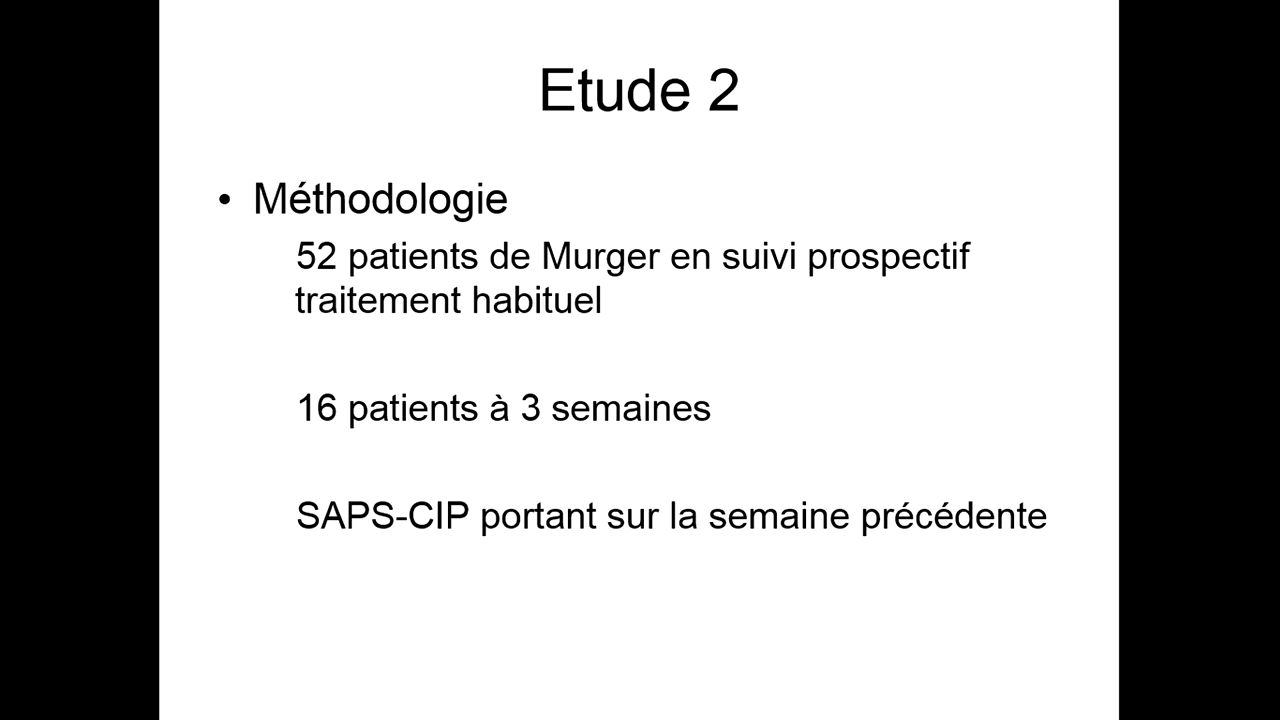 Etude 2
• Méthodologie
52 patients de Murger en suivi prospectif
traitement habituel
16 patients à 3 semaines
SAPS-CIP portant sur la semaine précédente